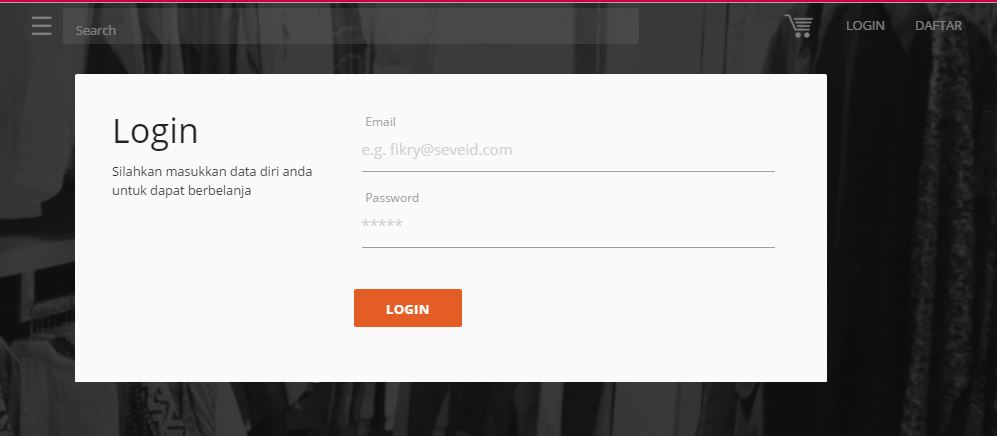 Search
LOGIN
DAFTAR
Login
Silahkan masukkan data diri anda
untuk dapat berbelanja
Email
e.g. fikry@seveid.com
Password
*****
LOGIN